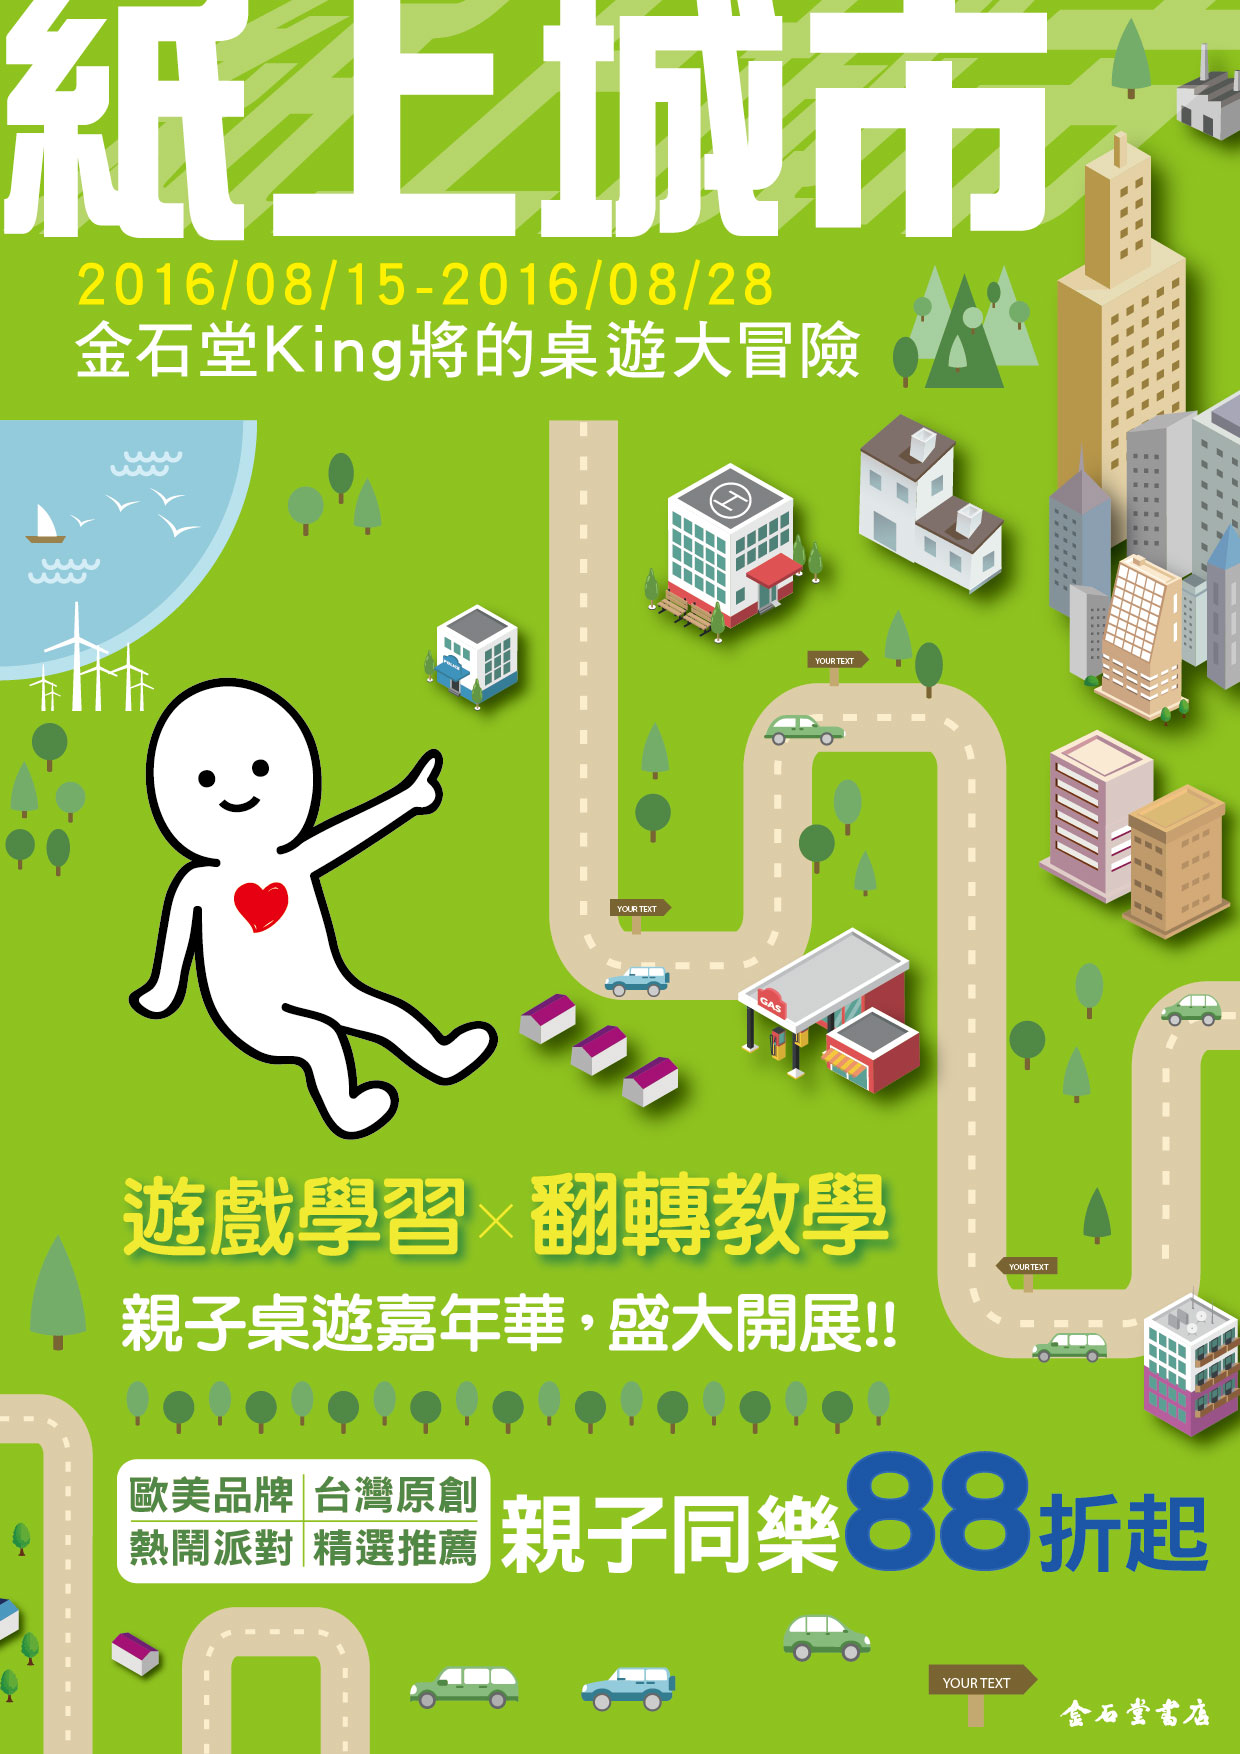 紙上城市
2016/08/15-2016/08/28
金石堂King將的桌遊大冒險
POLICE
YOUR TEXT
YOUR TEXT
GAS
遊戲學習×翻轉教學
YOUR TEXT
親子桌遊嘉年華，盛大開展!!
歐美品牌 台灣原創
熱鬧派對 精選推薦
親子同樂88折起
YOUR TEXT
金石堂書店